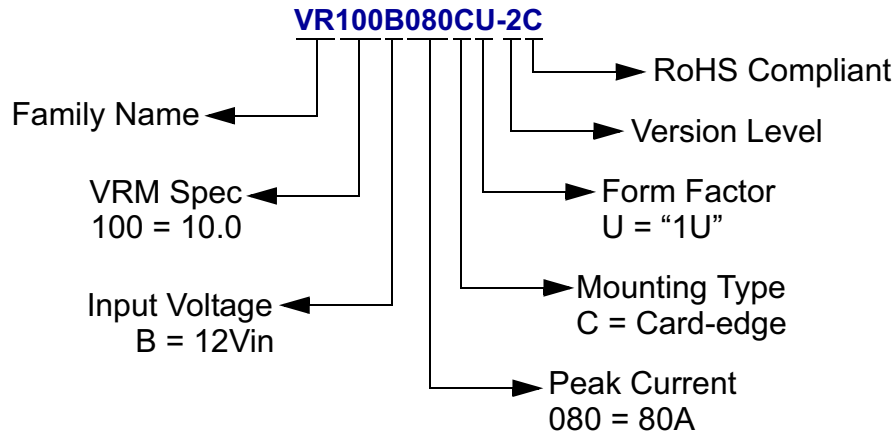 VR100B080CU-2C
RoHS Compliant
Family Name
Version Level
VRM Spec
100 = 10.0
Form Factor
U = “1U”
Input Voltage
B = 12Vin
Mounting Type
C = Card-edge
Peak Current
080 = 80A